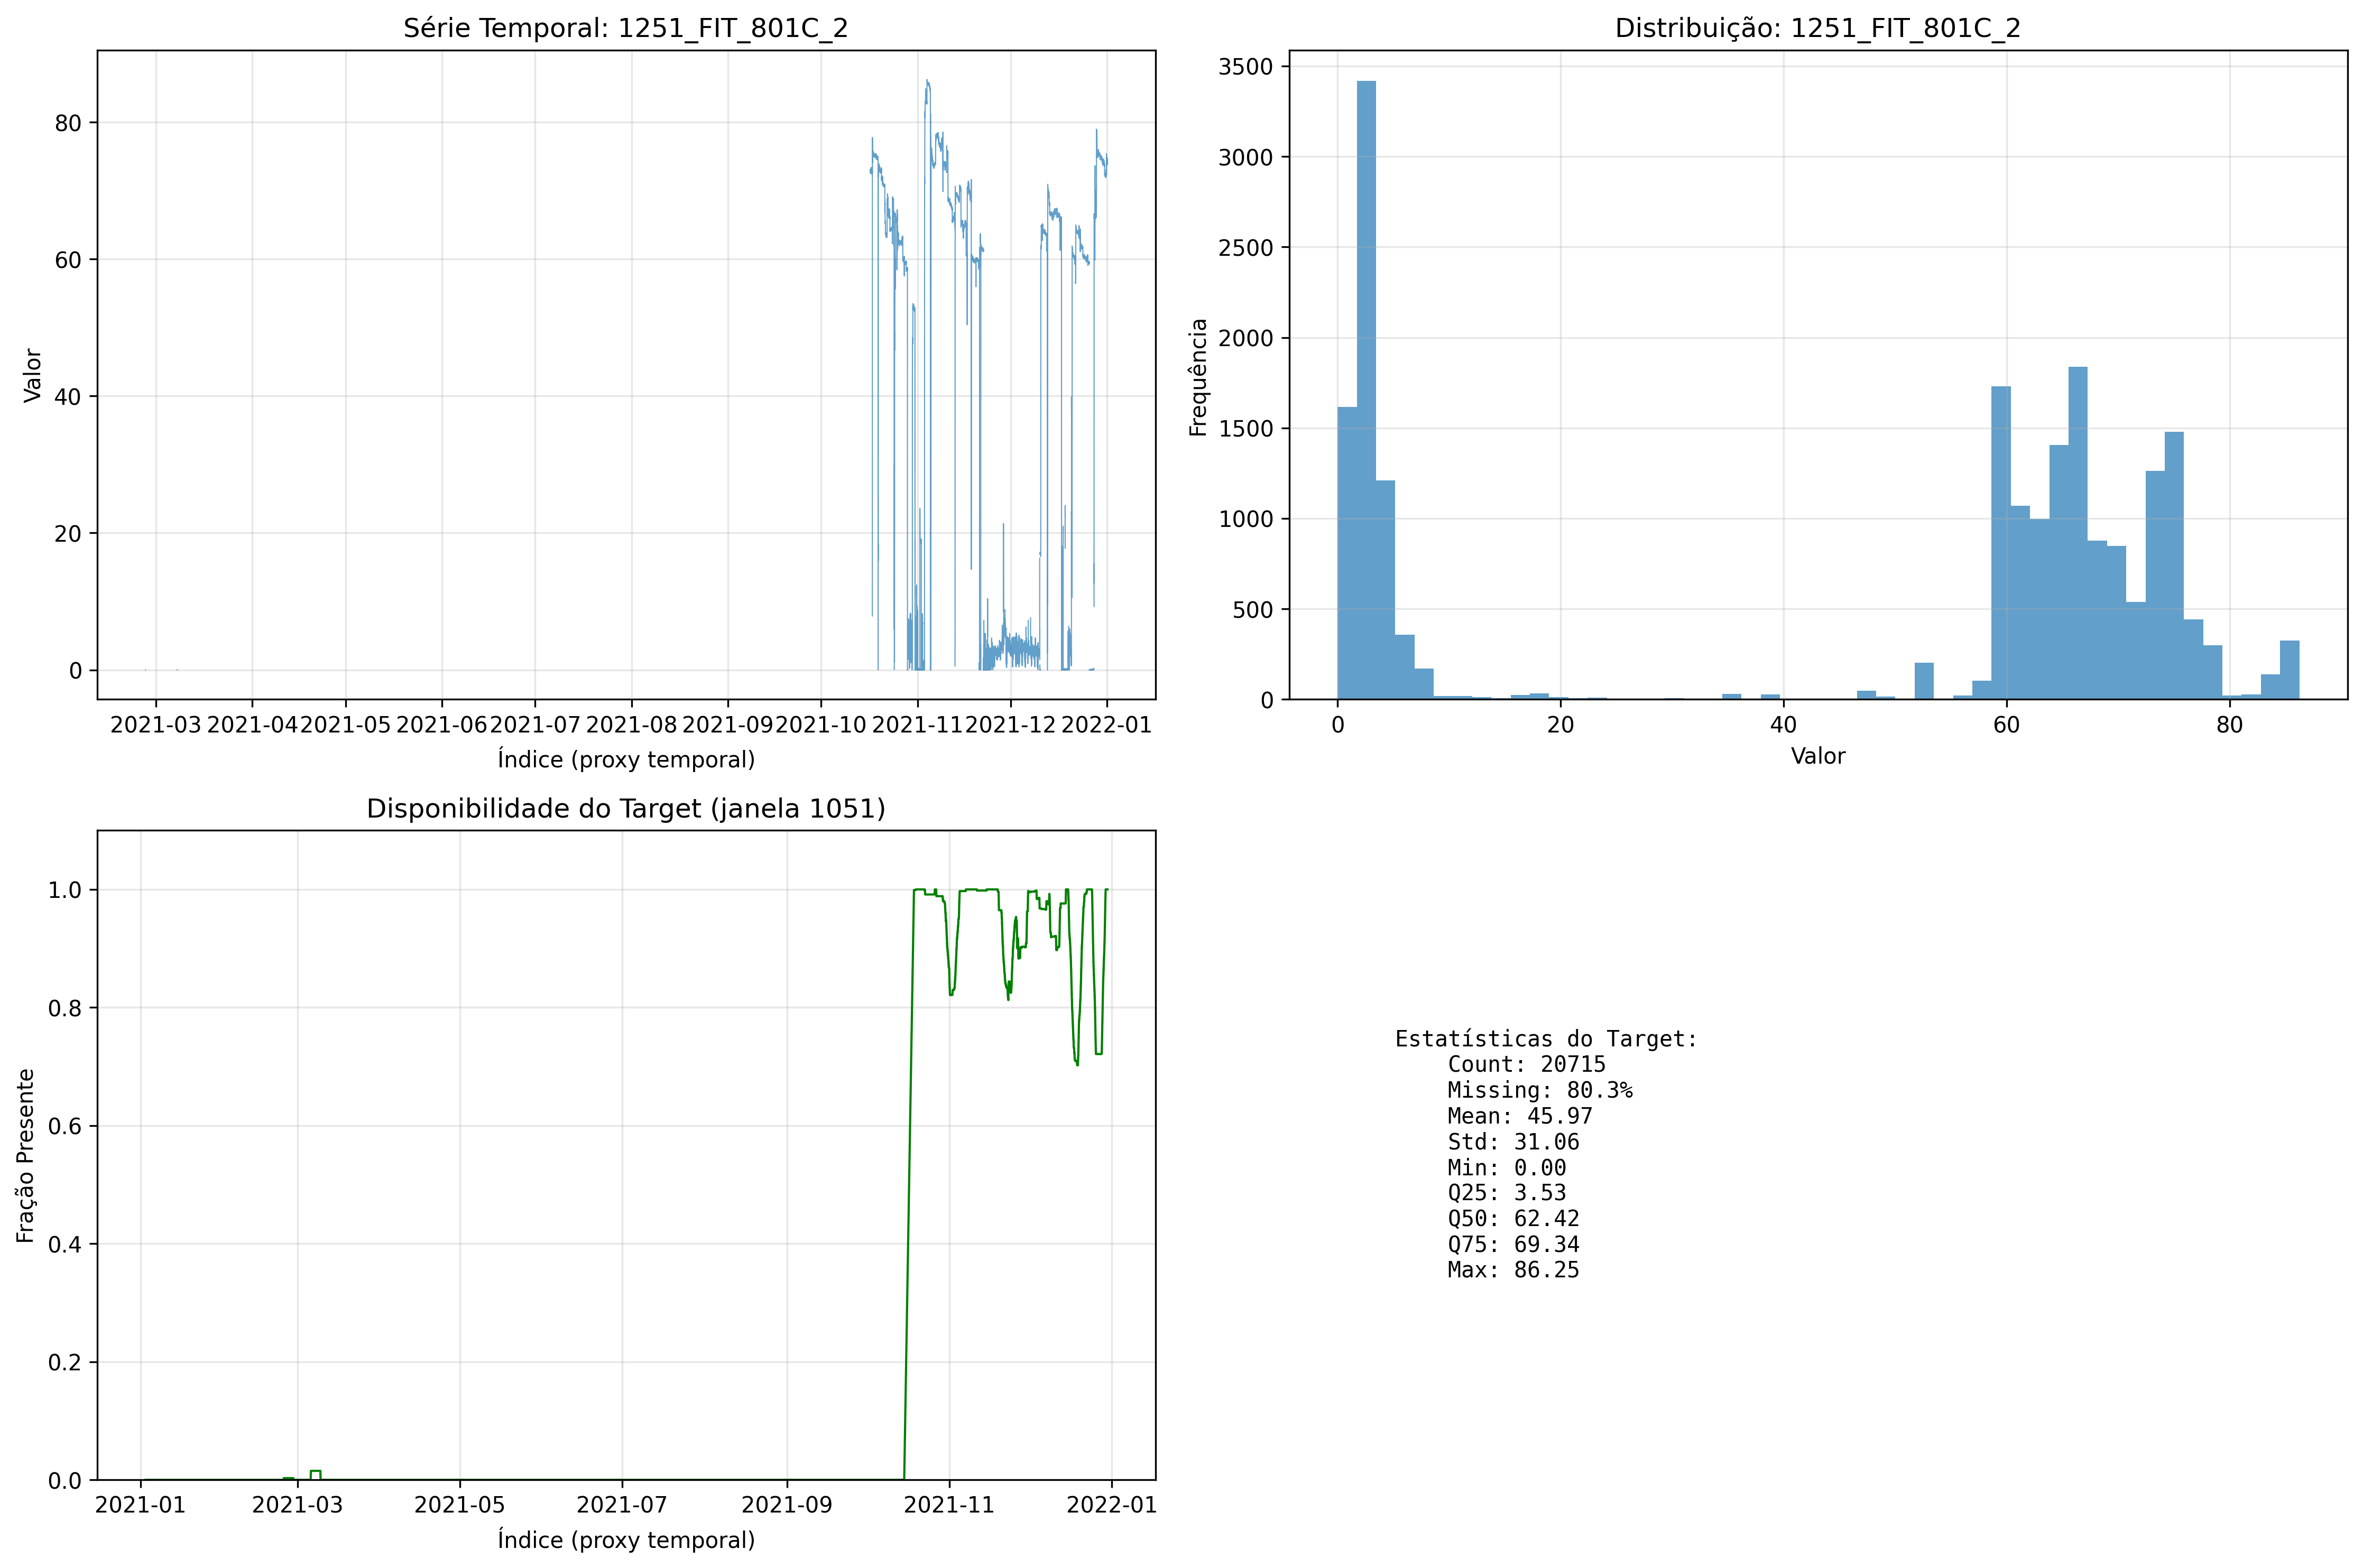 Série Temporal: 1251_FIT_801C_2
Valor
80
60
40
20
0
2021-03 2021-04 2021-05 2021-06 2021-07 2021-08 2021-09 2021-10 2021-11 2021-12 2022-01
Índice (proxy temporal)
Distribuição: 1251_FIT_801C_2
Frequência
3500
3000
2500
2000
1500
1000
500
0
0 20 40 60 80
Valor
Disponibilidade do Target (janela 1051)
Fração Presente
1.0
0.8
0.6
0.4
0.2
0.0
2021-01 2021-03 2021-05 2021-07 2021-09 2021-11 2022-01
Índice (proxy temporal)
Estatísticas do Target:
Count: 20715
Missing: 80.3%
Mean: 45.97
Std: 31.06
Min: 0.00
Q25: 3.53
Q50: 62.42
Q75: 69.34
Max: 86.25